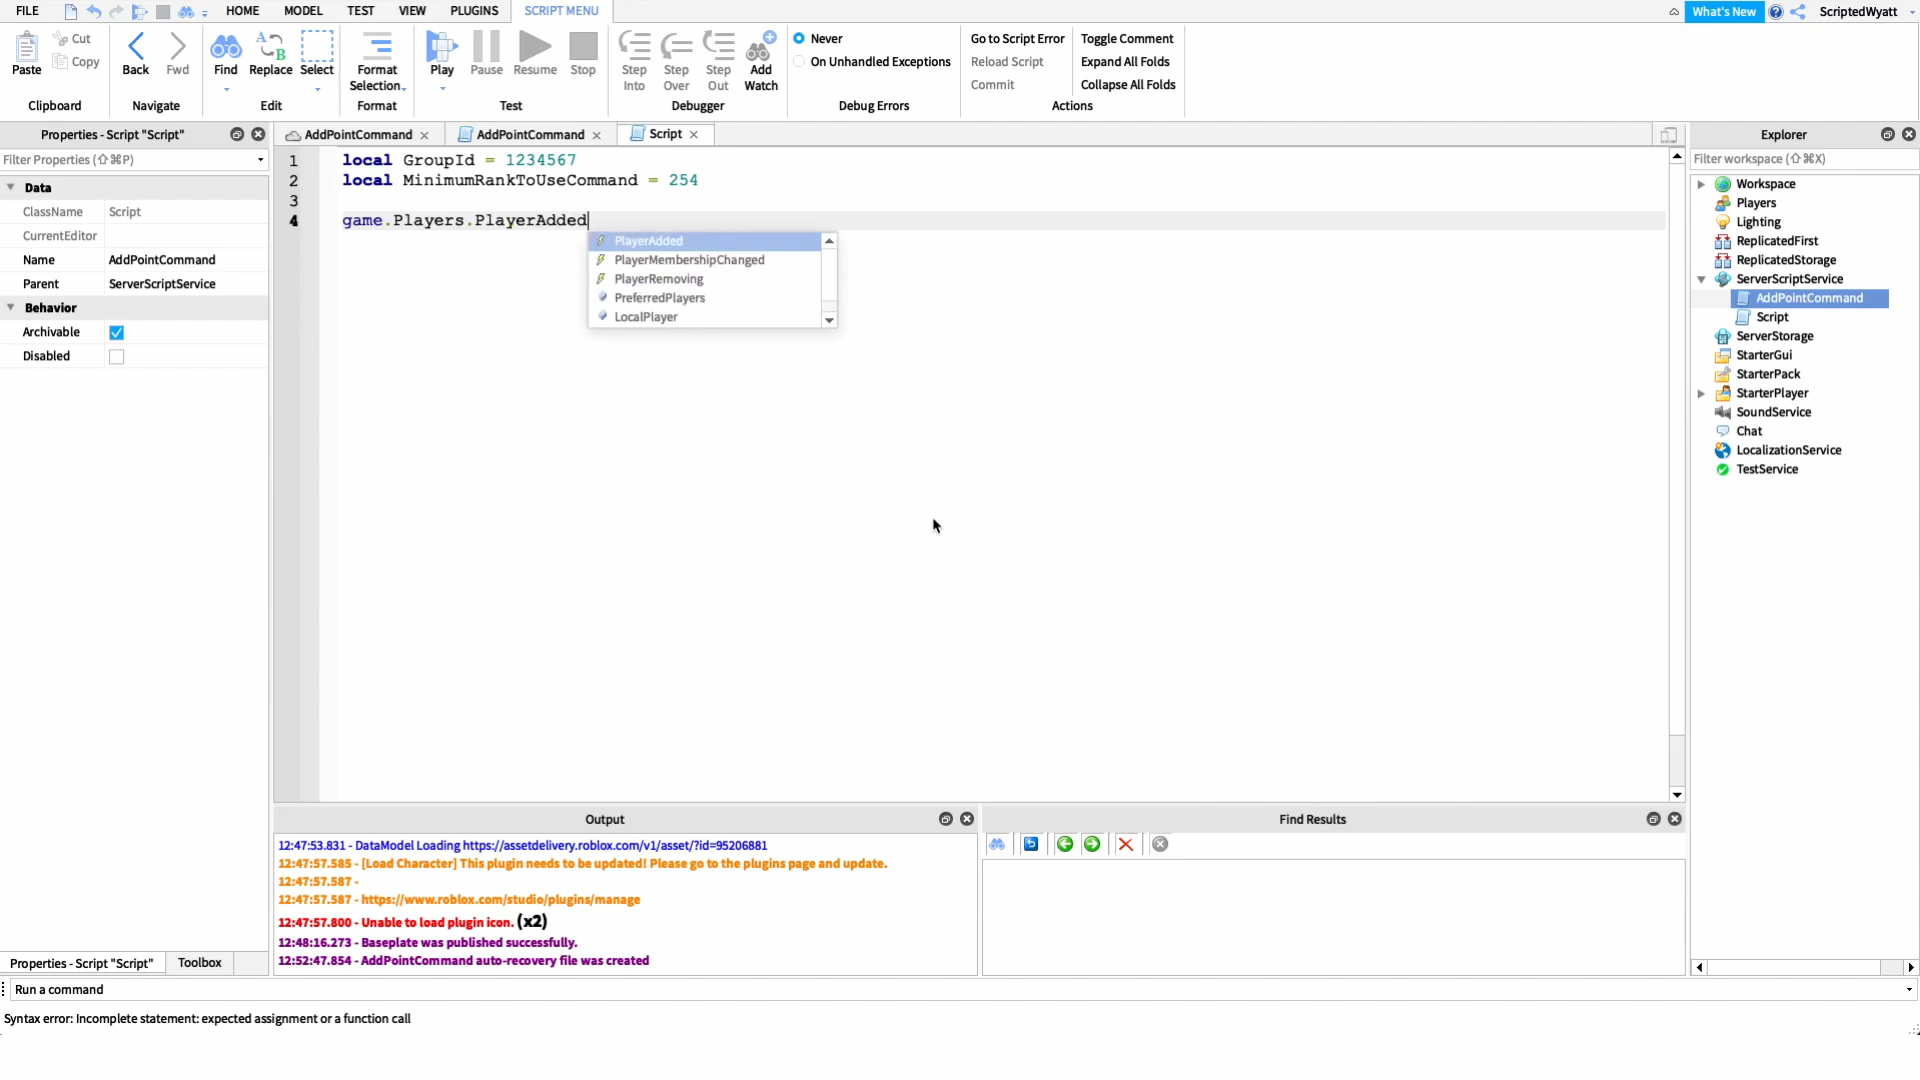 FILE HOME MODEL TEST VIEW PLUGINS SCRIPT MENU What's New ScriptedWyatt
Paste Cut Copy Back Fwd Find Replace Select Format Selection Play Pause Resume Stop Step Into Step Over Step Out Add Watch
Never
On Unhandled Exceptions
Go to Script Error
Reload Script
Commit
Toggle Comment
Expand All Folds
Collapse All Folds
Clipboard Navigate Edit Format Test Debugger Debug Errors Actions
Properties - Script "Script"
Filter Properties (⇧⌘P)
Data
ClassName Script
CurrentEditor
Name AddPointCommand
Parent ServerScriptService
Behavior
Archivable
Disabled
Properties - Script "Script" Toolbox
AddPointCommand AddPointCommand Script
1 local GroupId = 1234567
2 local MinimumRankToUseCommand = 254
3
4 game.Players.PlayerAdded
PlayerAdded
PlayerMembershipChanged
PlayerRemoving
PreferredPlayers
LocalPlayer
Output
12:47:53.831 - DataModel Loading https://assetdelivery.roblox.com/v1/asset/?id=95206881
12:47:57.585 - [Load Character] This plugin needs to be updated! Please go to the plugins page and update.
12:47:57.587 -
12:47:57.587 - https://www.roblox.com/studio/plugins/manage
12:47:57.800 - Unable to load plugin icon. (x2)
12:48:16.273 - Baseplate was published successfully.
12:52:47.854 - AddPointCommand auto-recovery file was created
Find Results
Explorer
Filter workspace (⇧⌘X)
Workspace
Players
Lighting
ReplicatedFirst
ReplicatedStorage
ServerScriptService
AddPointCommand
Script
ServerStorage
StarterGui
StarterPack
StarterPlayer
SoundService
Chat
LocalizationService
TestService
Run a command
Syntax error: Incomplete statement: expected assignment or a function call